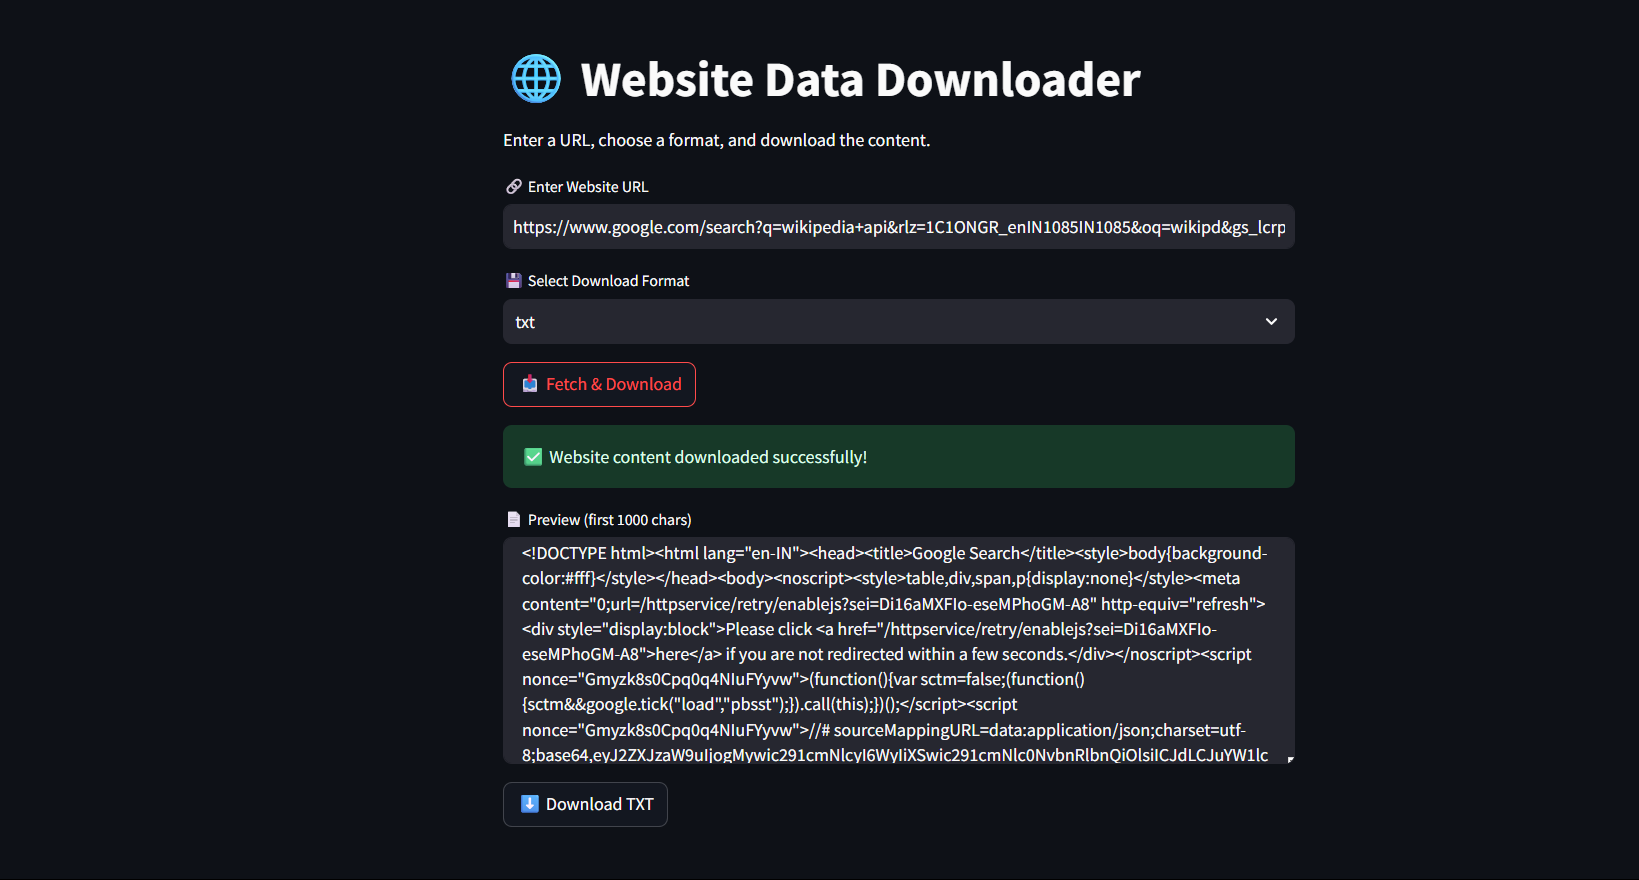 Website Data Downloader
Enter a URL, choose a format, and download the content.
Enter Website URL
https://www.google.com/search?q=wikipedia+api&rlz=1C1ONGR_enIN1085IN1085&oq=wikipd&gs_lcrp
Select Download Format
txt
Fetch & Download
Website content downloaded successfully!
Preview (first 1000 chars)
<!DOCTYPE html><html lang="en-IN"><head><title>Google Search</title><style>body{background-
color:#fff}</style></head><body><noscript><style>table,div,span,p{display:none}</style><meta
content="0;url=/httpservice/retry/enablejs?sei=Di16aMXFIo-eseMPhoGM-A8" http-equiv="refresh">
<div style="display:block">Please click <a href="/httpservice/retry/enablejs?sei=Di16aMXFIo-
eseMPhoGM-A8">here</a> if you are not redirected within a few seconds.</div></noscript><script
nonce="Gmyzk8s0Cpq0q4NIuFYyvw">(function(){var sctm=false;(function()
{sctm&&google.tick("load","pbsst");}).call(this);})();</script><script
nonce="Gmyzk8s0Cpq0q4NIuFYyvw">//# sourceMappingURL=data:application/json;charset=utf-
8;base64,eyJ2ZXJzaW9uIjogMywic291cmNlcyI6WyIiXSwic291cmNlc0NvbnRlbnQiOlsiICJdLCJuYW1lc
Download TXT